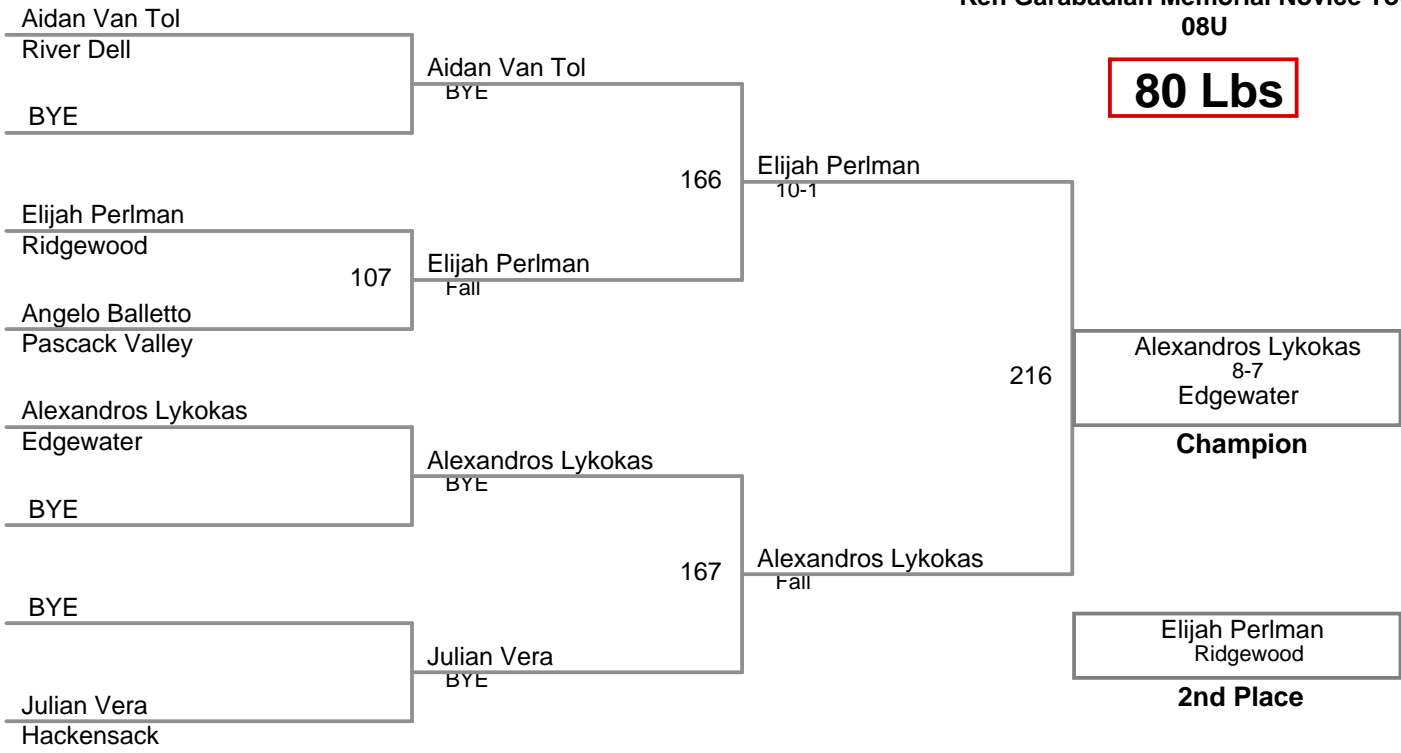 Ken Garabadian Memorial Novice
08U
80 Lbs
Aidan Van Tol
River Dell
BYE
Elijah Perlman
Ridgewood
107
Angelo Balletto
Pascack Valley
Alexandros Lykokas
Edgewater
BYE
BYE
Julian Vera
Hackensack
Aidan Van Tol
BYE
166
Elijah Perlman
Fall
Alexandros Lykokas
BYE
167
Julian Vera
BYE
Elijah Perlman
10-1
216
Alexandros Lykokas
Fall
Alexandros Lykokas
8-7
Edgewater
Champion
Elijah Perlman
Ridgewood
2nd Place